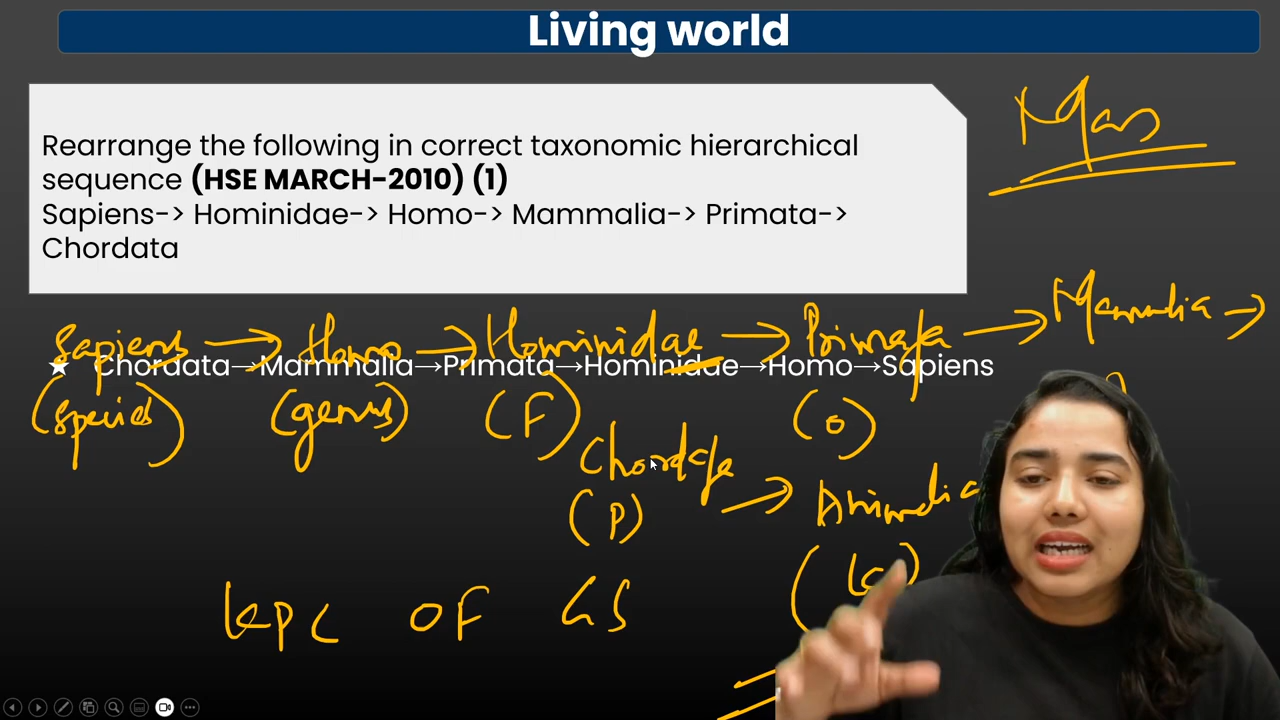 Living world
Man
Rearrange the following in correct taxonomic hierarchical
sequence (HSE MARCH-2010) (1)
Sapiens-> Hominidae-> Homo-> Mammalia-> Primata->
Chordata
Sapiens → Homo → Hominidae → Primata → Mammalia →
★ Chordata→Mammalia→Primata→Hominidae→Homo→Sapiens
(species) (genus) (F) (O)
Chordata → Animalia
(P) (K)
KPC OF GS